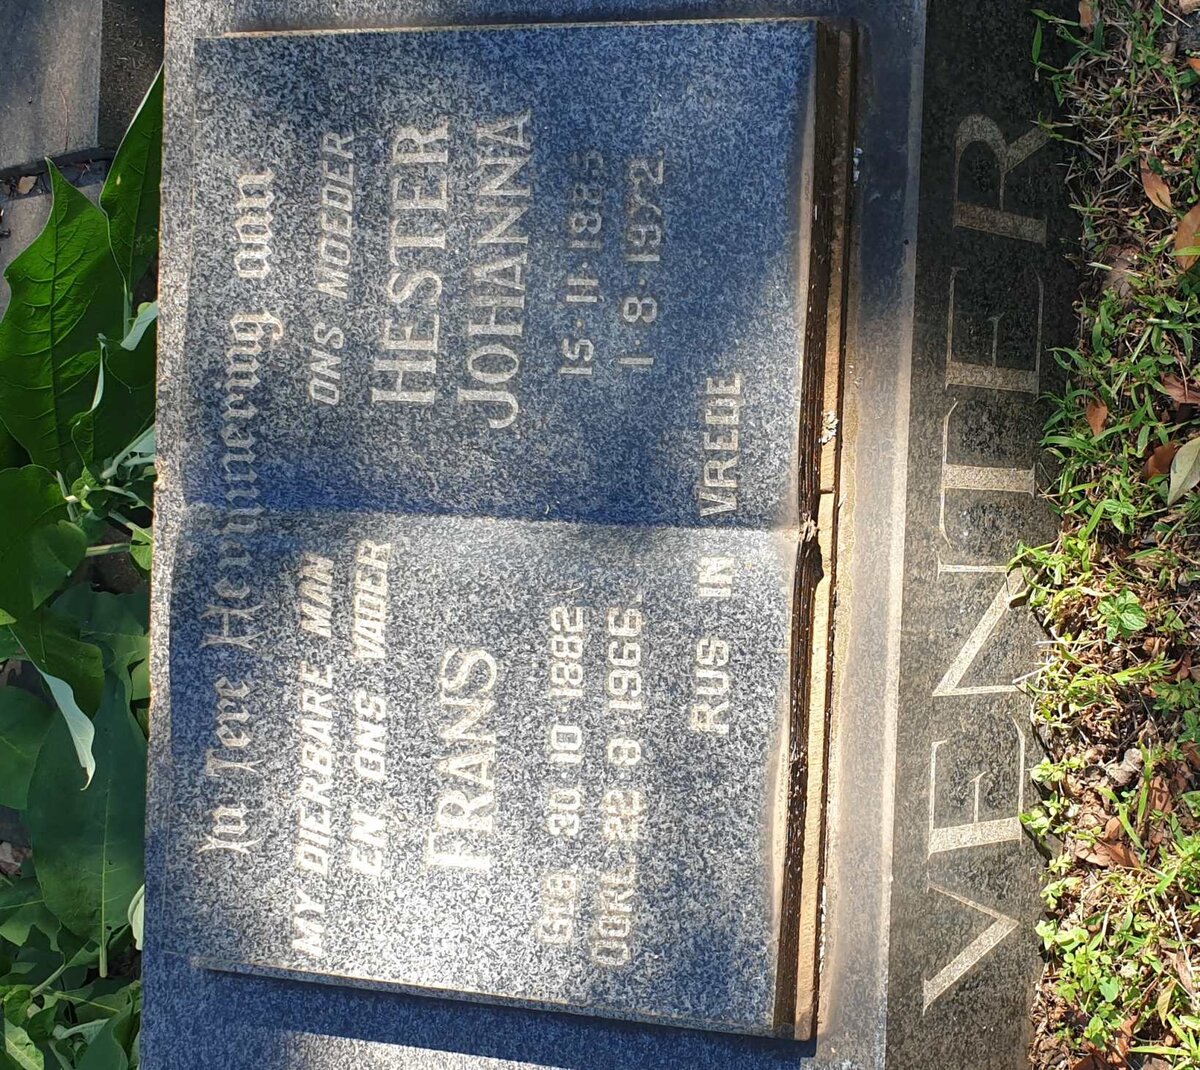 In Tere Herinnering aan
MY DIERBARE MAN
EN ONS VADER
FRANS
GEB 30·10·1882
OORL. 22·8·1966.
ONS MOEDER
HESTER
JOHANNA
15·11·1885
1·8·1972
RUS IN VREDE
VENTER